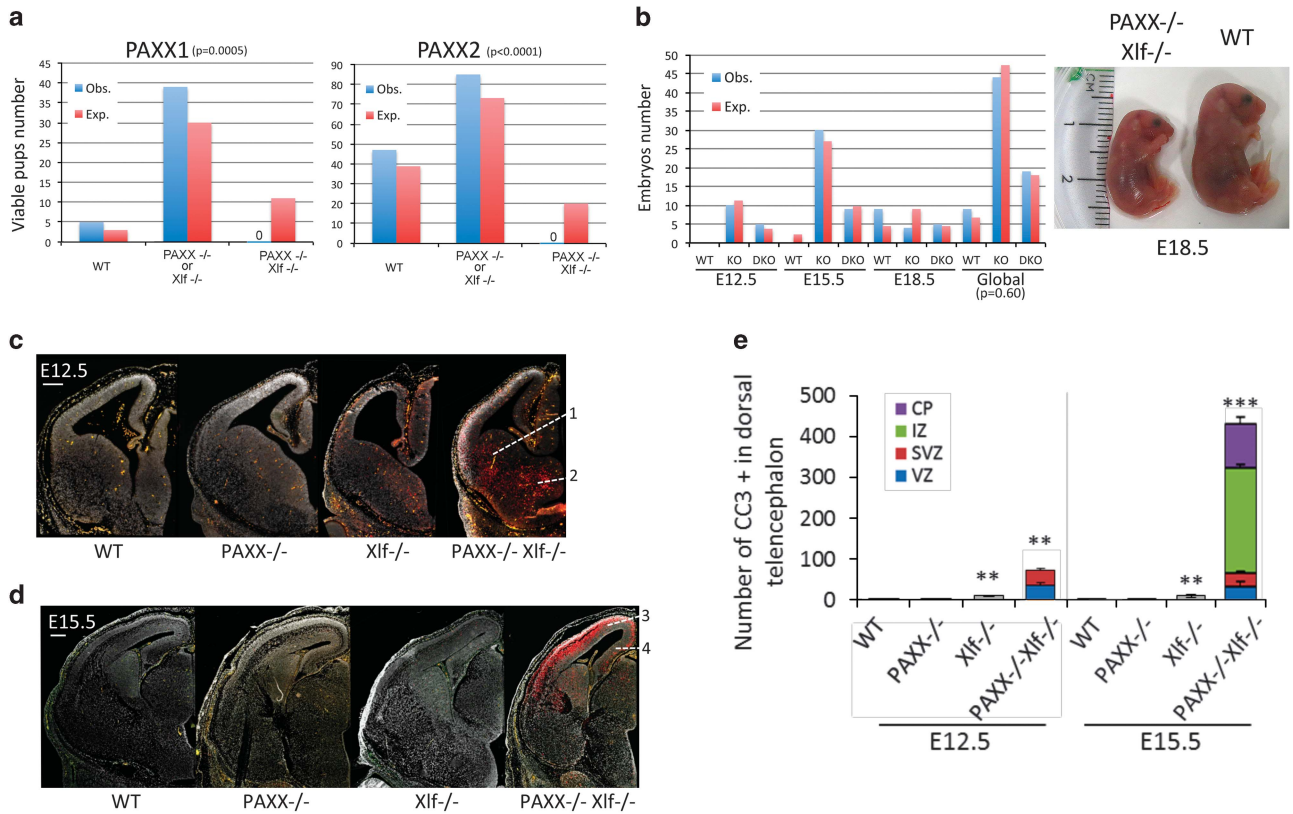 a
PAXX1 (p=0.0005)
Viable pups number
45
40
35
30
25
20
15
10
5
0
Obs.
Exp.
0
WT
PAXX -/-
or
Xlf -/-
PAXX -/-
Xlf -/-
PAXX2 (p<0.0001)
90
80
70
60
50
40
30
20
10
0
Obs.
Exp.
0
WT
PAXX -/-
or
Xlf -/-
PAXX -/-
Xlf -/-
b
Embryos number
50
45
40
35
30
25
20
15
10
5
0
Obs.
Exp.
WT KO DKO WT KO DKO WT KO DKO WT KO DKO
E12.5 E15.5 E18.5 Global
(p=0.60)
PAXX-/-
Xlf-/-
WT
CM
1
2
E18.5
c
E12.5
1
2
WT PAXX-/- Xlf-/- PAXX-/- Xlf-/-
d
E15.5
3
4
WT PAXX-/- Xlf-/- PAXX-/- Xlf-/-
e
Number of CC3 + in dorsal
telencephalon
500
400
300
200
100
0
CP
IZ
SVZ
VZ
**
**
**
***
WT
PAXX-/-
Xlf-/-
PAXX-/-Xlf-/-
WT
PAXX-/-
Xlf-/-
PAXX-/-Xlf-/-
E12.5 E15.5